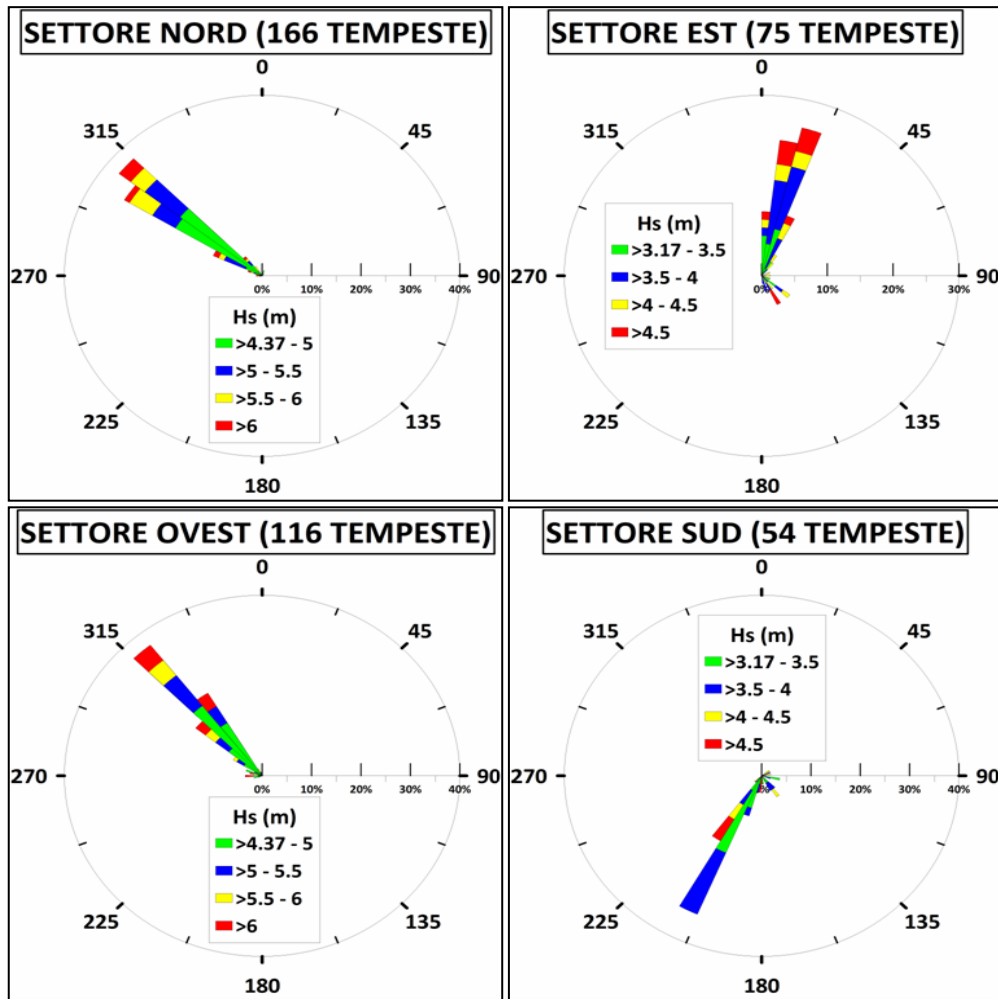 SETTORE NORD (166 TEMPESTE)
0
315
45
270
0%
10%
20%
30%
40%
90
Hs (m)
>4.37 - 5
>5 - 5.5
>5.5 - 6
>6
225
135
180
SETTORE EST (75 TEMPESTE)
0
315
45
Hs (m)
>3.17 - 3.5
>3.5 - 4
>4 - 4.5
>4.5
270
0%
10%
20%
30%
90
225
135
180
SETTORE OVEST (116 TEMPESTE)
0
315
45
270
0%
10%
20%
30%
40%
90
Hs (m)
>4.37 - 5
>5 - 5.5
>5.5 - 6
>6
225
135
180
SETTORE SUD (54 TEMPESTE)
0
315
45
Hs (m)
>3.17 - 3.5
>3.5 - 4
>4 - 4.5
>4.5
270
0%
10%
20%
30%
40%
90
225
135
180